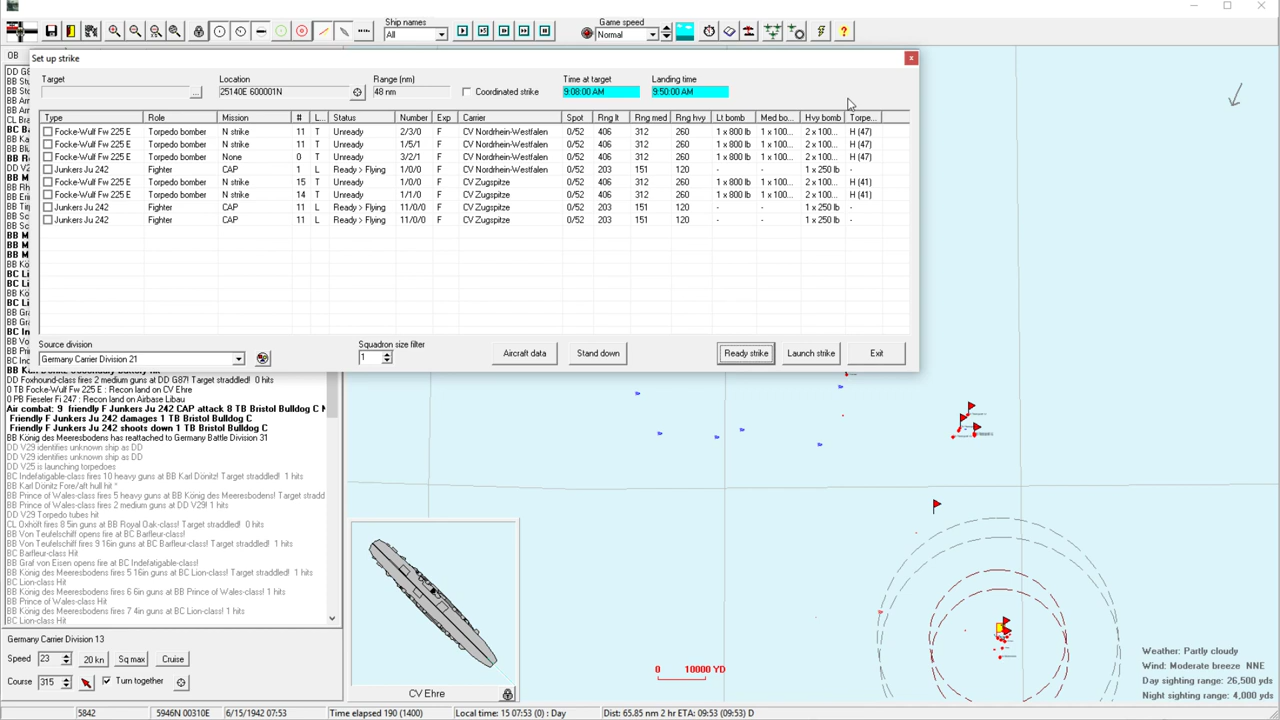 Ship names
All
Game speed
Normal
OB
Set up strike
x
Target
Location
Range (nm)
Time at target
Landing time
...
25140E 600001N
48 nm
Coordinated strike
9:08:00 AM
9:50:00 AM
Type Role Mission # L... Status Number Exp Carrier Spot Rng lt Rng med Rng hvy Lt bomb Med bo... Hvy bomb Torpe...
Focke-Wulf Fw 225 E Torpedo bomber N strike 11 T Unready 2/3/0 F CV Nordrhein-Westfalen 0/52 406 312 260 1 x 800 lb 1 x 100... 2 x 100... H (47)
Focke-Wulf Fw 225 E Torpedo bomber N strike 11 T Unready 1/5/1 F CV Nordrhein-Westfalen 0/52 406 312 260 1 x 800 lb 1 x 100... 2 x 100... H (47)
Focke-Wulf Fw 225 E Torpedo bomber None 0 T Unready 3/2/1 F CV Nordrhein-Westfalen 0/52 406 312 260 1 x 800 lb 1 x 100... 2 x 100... H (47)
Junkers Ju 242 Fighter CAP 1 L Ready > Flying 1/0/0 F CV Nordrhein-Westfalen 0/52 203 151 120 - - 1 x 250 lb -
Focke-Wulf Fw 225 E Torpedo bomber N strike 15 T Unready 1/0/0 F CV Zugspitze 0/52 406 312 260 1 x 800 lb 1 x 100... 2 x 100... H (41)
Focke-Wulf Fw 225 E Torpedo bomber N strike 14 T Unready 1/1/0 F CV Zugspitze 0/52 406 312 260 1 x 800 lb 1 x 100... 2 x 100... H (41)
Junkers Ju 242 Fighter CAP 11 L Ready > Flying 11/0/0 F CV Zugspitze 0/52 203 151 120 - - 1 x 250 lb -
Junkers Ju 242 Fighter CAP 11 L Ready > Flying 11/0/0 F CV Zugspitze 0/52 203 151 120 - - 1 x 250 lb -
Source division
Germany Carrier Division 21
Squadron size filter
1
Aircraft data
Stand down
Ready strike
Launch strike
Exit
DD Foxhound-class fires 2 medium guns at DD G87! Target straddled! 0 hits
0 TB Focke-Wulf Fw 225 E : Recon land on CV Ehre
0 PB Fieseler Fi 247 : Recon land on Airbase Libau
Air combat: 9 friendly F Junkers Ju 242 CAP attack 8 TB Bristol Bulldog C
Friendly F Junkers Ju 242 damages 1 TB Bristol Bulldog C
Friendly F Junkers Ju 242 shoots down 1 TB Bristol Bulldog C
BB König des Meeresbodens has reattached to Germany Battle Division 31
DD V29 identifies unknown ship as DD
DD V29 identifies unknown ship as DD
DD V25 is launching torpedoes
BC Indefatigable-class fires 10 heavy guns at BB Karl Dönitz! Target straddled! 1 hits
BB Karl Dönitz Fore/aft hull hit *
BB Prince of Wales-class fires 5 heavy guns at BB König des Meeresbodens! Target stradd
BB Prince of Wales-class fires 2 medium guns at DD V29! 1 hits
DD V29 Torpedo tubes hit
CL Oxhöft fires 8 5in guns at BB Royal Oak-class! Target straddled! 0 hits
BB Von Teufelschiff opens fire at BC Barfleur-class!
BB Von Teufelschiff fires 9 16in guns at BC Barfleur-class! Target straddled! 1 hits
BC Barfleur-class Hit
BB Graf von Eisen opens fire at BC Indefatigable-class!
BB König des Meeresbodens fires 5 16in guns at BC Lion-class! Target straddled! 1 hits
BC Lion-class Hit
BB König des Meeresbodens fires 6 6in guns at BB Prince of Wales-class! 1 hits
BB Prince of Wales Hit
BB König des Meeresbodens fires 7 4in guns at BC Lion-class! 1 hits
BC Lion-class Hit
Germany Carrier Division 13
Speed 23 20 kn Sq max Cruise
Course 315 Turn together
CV Ehre
0 10000 YD
Weather: Partly cloudy
Wind: Moderate breeze NNE
Day sighting range: 26,500 yds
Night sighting range: 4,000 yds
5842 5946N 00310E 6/15/1942 07:53 Time elapsed 190 (1400) Local time: 15 07:53 (0) : Day Dist: 65.85 nm 2 hr ETA: 09:53 (09:53) D